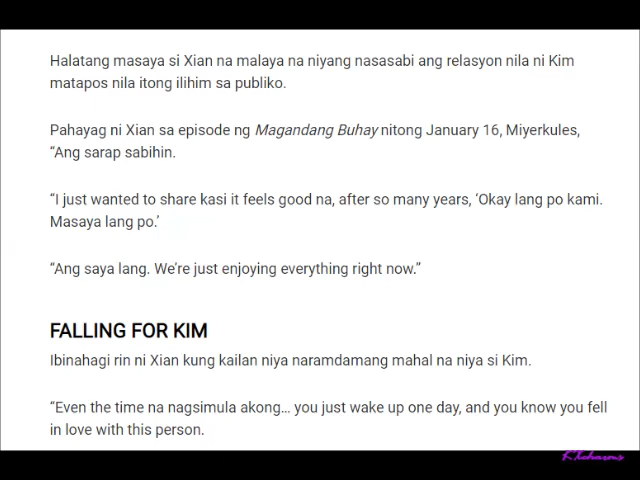 Halatang masaya si Xian na malaya na niyang nasasabi ang relasyon nila ni Kim
matapos nila itong ilihim sa publiko.
Pahayag ni Xian sa episode ng Magandang Buhay nitong January 16, Miyerkules,
“Ang sarap sabihin.
“I just wanted to share kasi it feels good na, after so many years, ‘Okay lang po kami.
Masaya lang po.’
“Ang saya lang. We’re just enjoying everything right now.”
FALLING FOR KIM
Ibinahagi rin ni Xian kung kailan niya naramdamang mahal na niya si Kim.
“Even the time na nagsimula akong… you just wake up one day, and you know you fell
in love with this person.